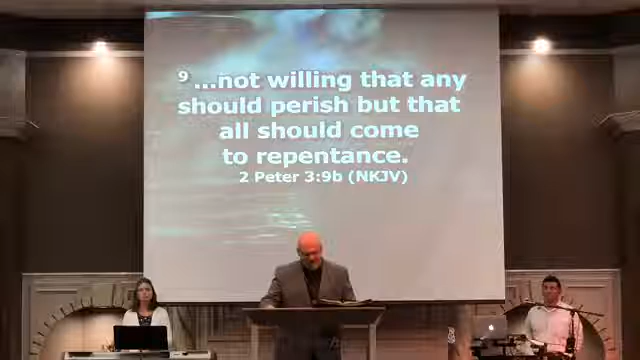 9 ...not willing that any
should perish but that
all should come
to repentance.
2 Peter 3:9b (NKJV)